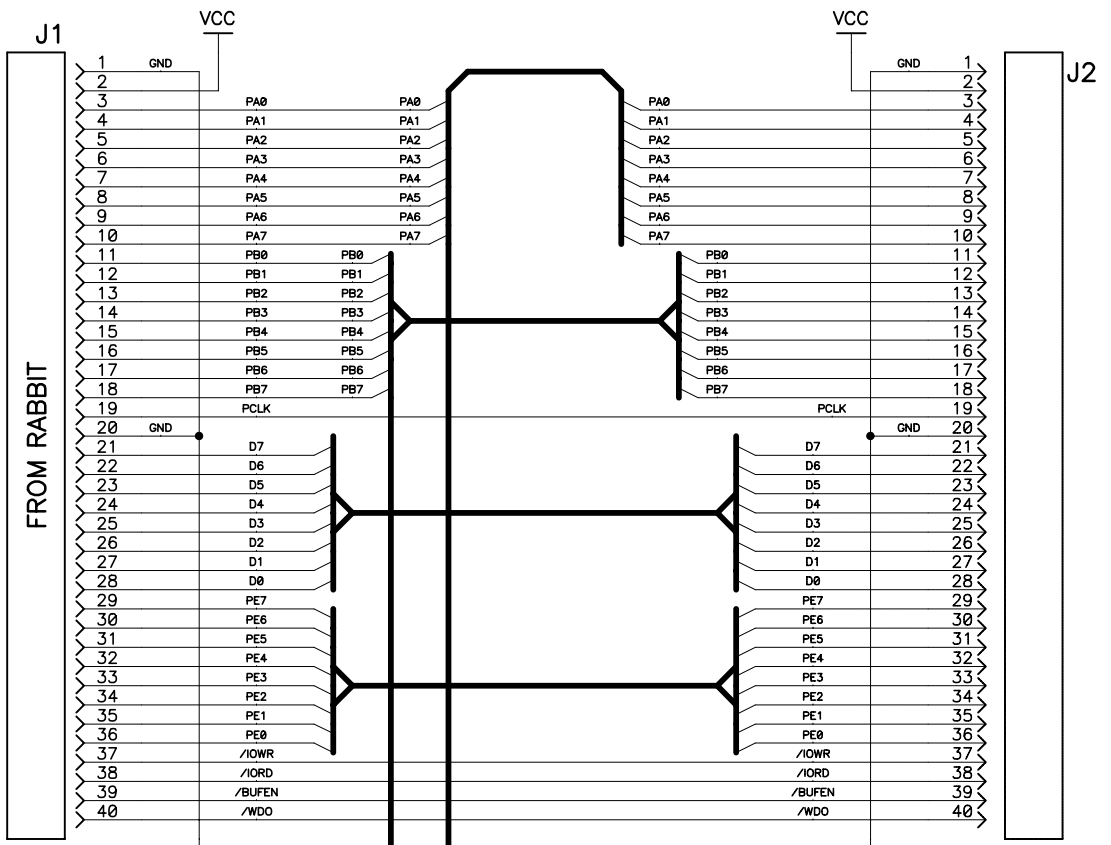 VCC VCC
J1 J2
FROM RABBIT
1 GND GND 1
2 2
3 PA0 PA0 PA0 3
4 PA1 PA1 PA1 4
5 PA2 PA2 PA2 5
6 PA3 PA3 PA3 6
7 PA4 PA4 PA4 7
8 PA5 PA5 PA5 8
9 PA6 PA6 PA6 9
10 PA7 PA7 PA7 10
11 PB0 PB0 PB0 11
12 PB1 PB1 PB1 12
13 PB2 PB2 PB2 13
14 PB3 PB3 PB3 14
15 PB4 PB4 PB4 15
16 PB5 PB5 PB5 16
17 PB6 PB6 PB6 17
18 PB7 PB7 PB7 18
19 PCLK PCLK 19
20 GND GND 20
21 D7 D7 21
22 D6 D6 22
23 D5 D5 23
24 D4 D4 24
25 D3 D3 25
26 D2 D2 26
27 D1 D1 27
28 D0 D0 28
29 PE7 PE7 29
30 PE6 PE6 30
31 PE5 PE5 31
32 PE4 PE4 32
33 PE3 PE3 33
34 PE2 PE2 34
35 PE1 PE1 35
36 PE0 PE0 36
37 /IOWR /IOWR 37
38 /IORD /IORD 38
39 /BUFEN /BUFEN 39
40 /WDO /WDO 40